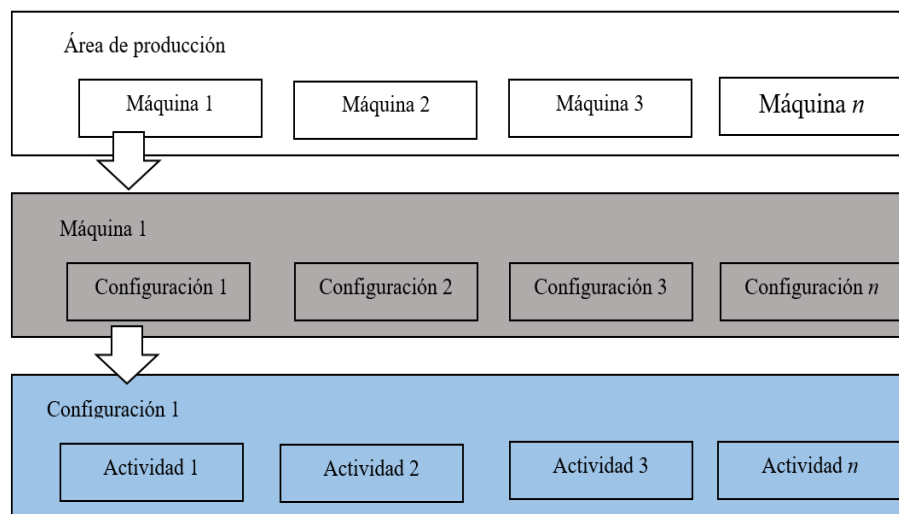 Área de producción
Máquina 1 Máquina 2 Máquina 3 Máquina n
Máquina 1
Configuración 1 Configuración 2 Configuración 3 Configuración n
Configuración 1
Actividad 1 Actividad 2 Actividad 3 Actividad n